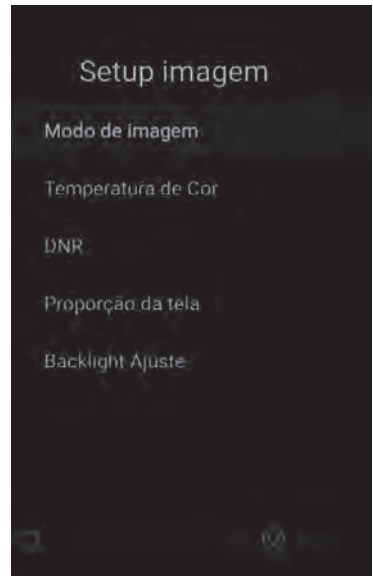 Setup imagem
Modo de imagem
Temperatura de Cor
DNR
Proporção da tela
Backlight Ajuste